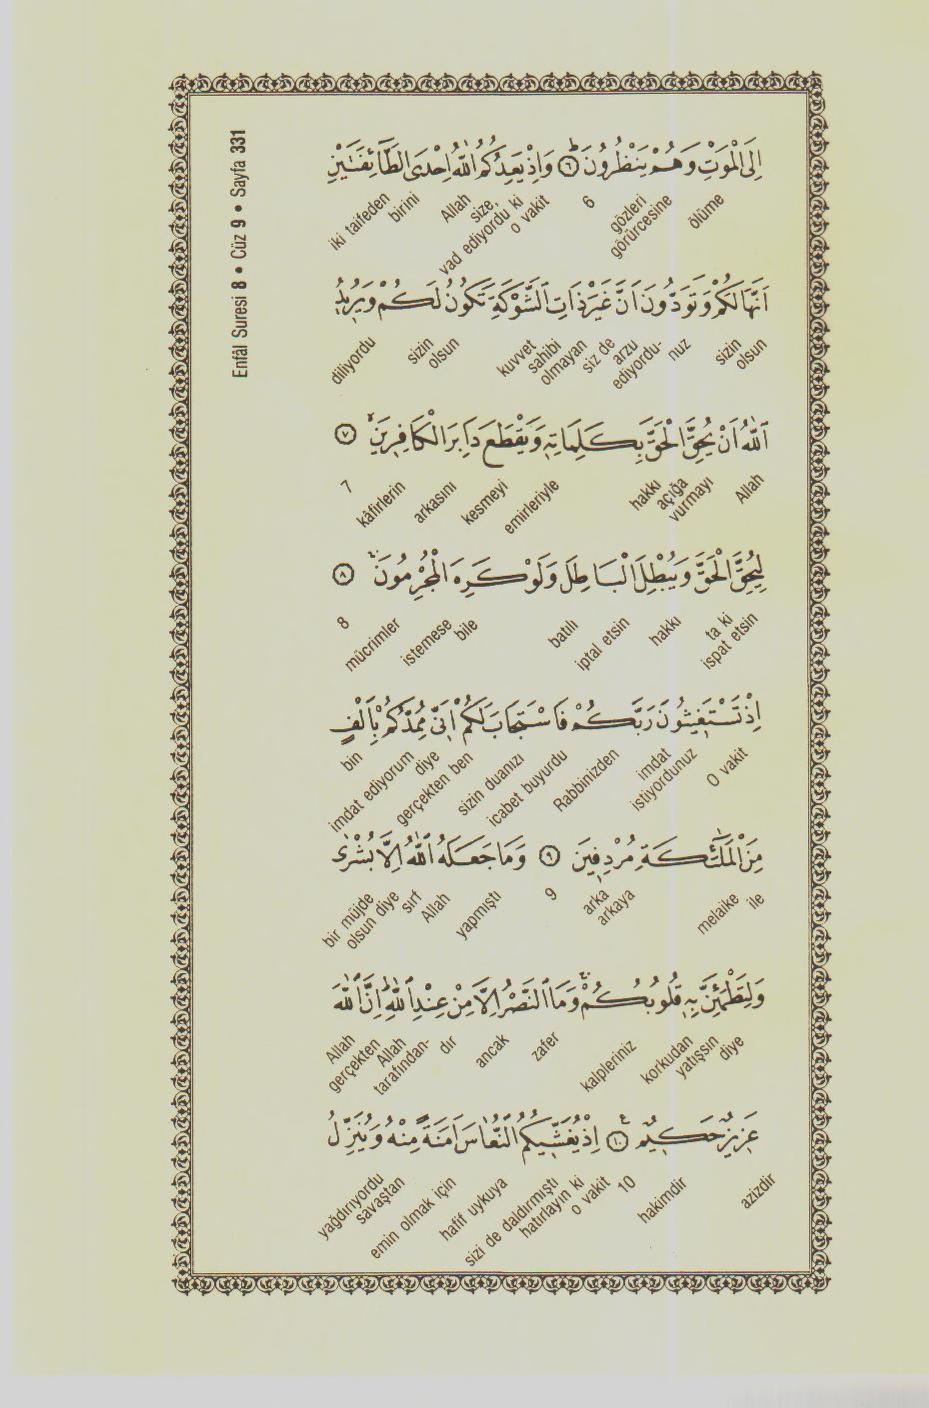 Enfâl Suresi 8 • Cüz 9 • Sayfa 331
اِلَى الْمَوْتِ وَهُمْ يَنْظُرُونَ ﴿٦﴾ وَاِذْ يَعِدُكُمُ اللّٰهُ اِحْدَى الطَّٓائِفَتَيْنِ
ölüme gözleri görürcesine 6 o vakit vad ediyordu ki size, Allah birini iki taifeden
اَنَّهَا لَكُمْ وَتَوَدُّونَ اَنَّ غَيْرَ ذَاتِ الشَّوْكَةِ تَكُونُ لَكُمْ وَيُرِيدُ
sizin olsun siz de arzu ediyordu- nuz kuvvet sahibi olmayan sizin olsun diliyordu
اللّٰهُ اَنْ يُحِقَّ الْحَقَّ بِكَلِمَاتِهٖ وَيَقْطَعَ دَابِرَ الْكَافِرٖينَ ﴿٧﴾
Allah açığa vurmayı hakkı emirleriyle kesmeyi arkasını kâfirlerin 7
لِيُحِقَّ الْحَقَّ وَيُبْطِلَ الْبَاطِلَ وَلَوْ كَرِهَ الْمُجْرِمُونَ ﴿٨﴾
ta ki ispat etsin hakkı iptal etsin batılı bile istemese mücrimler 8
اِذْ تَسْتَغٖيثُونَ رَبَّكُمْ فَاسْتَجَابَ لَكُمْ اَنّٖى مُمِدُّكُمْ بِاَلْفٍ
O vakit imdat istiyordunuz Rabbinizden icabet buyurdu sizin duanızı gerçekten ben diye imdat ediyorum bin
مِنَ الْمَلٰٓئِكَةِ مُرْدِفٖينَ ﴿٩﴾ وَمَا جَعَلَهُ اللّٰهُ اِلَّا بُشْرٰى
ile melaike arka arkaya 9 yapmıştı Allah sırf bir müjde olsun diye
وَلِتَطْمَئِنَّ بِهٖ قُلُوبُكُمْ وَمَا النَّصْرُ اِلَّا مِنْ عِنْدِ اللّٰهِ اِنَّ اللّٰهَ
diye korkudan yatışsın kalpleriniz zafer ancak dır Allah tarafından- gerçekten Allah
عَزٖيزٌ حَكٖيمٌ ﴿١٠﴾ اِذْ يُغَشّٖيكُمُ النُّعَاسَ اَمَنَةً مِنْهُ وَيُنَزِّلُ
azizdir hakimdir 10 o vakit hatırlayın ki sizi de daldırmıştı hafif uykuya emin olmak için savaştan yağdırıyordu